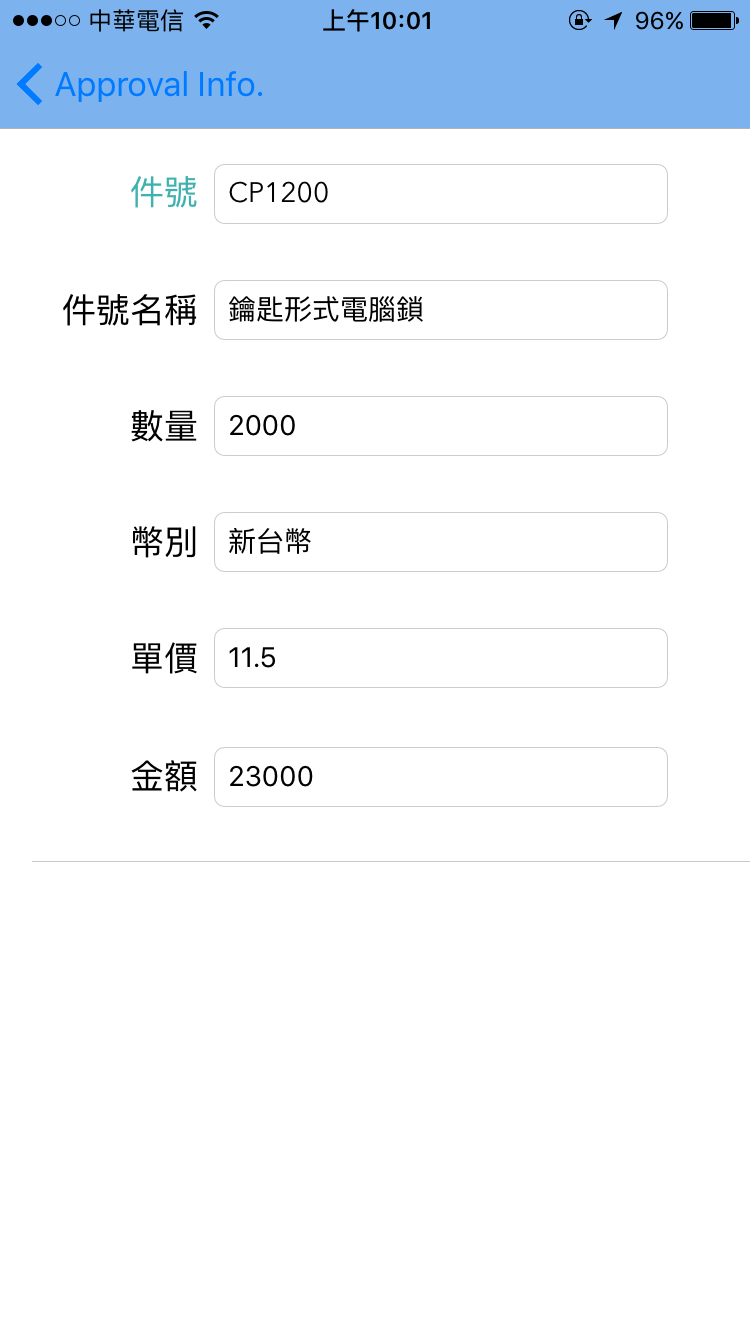 中華電信 上午10:01 96%
Approval Info.
件號 CP1200
件號名稱 鑰匙形式電腦鎖
數量 2000
幣別 新台幣
單價 11.5
金額 23000